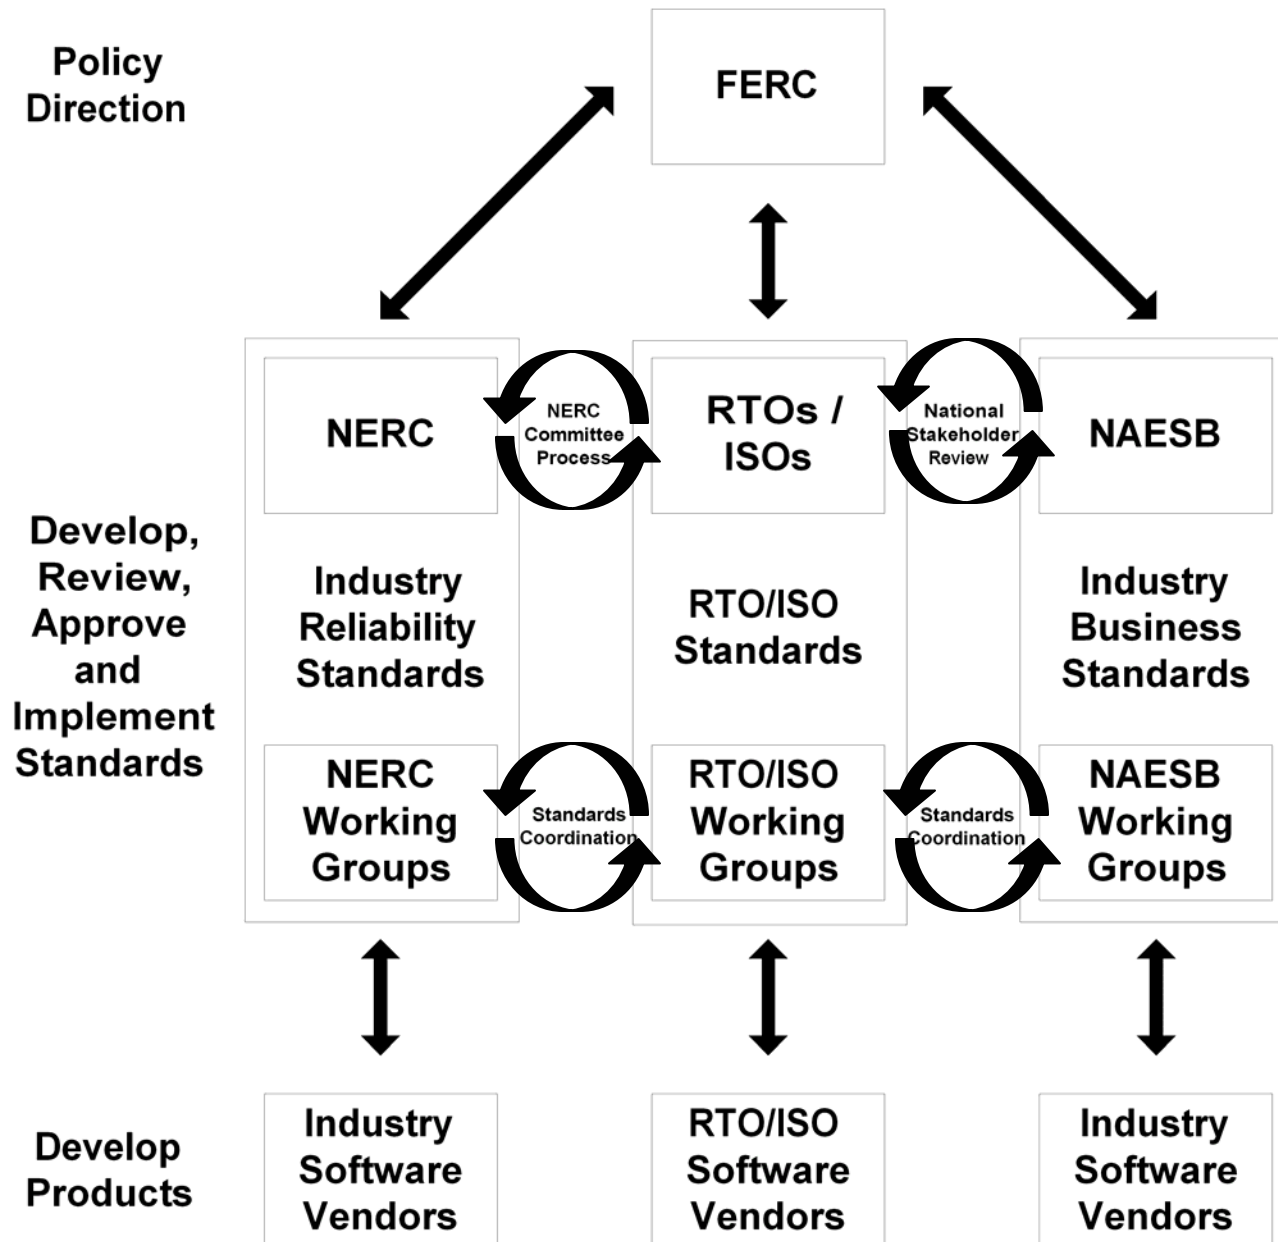 Policy
Direction
FERC
NERC
NERC
Committee
Process
RTOs /
ISOs
National
Stakeholder
Review
NAESB
Develop,
Review,
Approve
and
Implement
Standards
Industry
Reliability
Standards
RTO/ISO
Standards
Industry
Business
Standards
NERC
Working
Groups
Standards
Coordination
RTO/ISO
Working
Groups
Standards
Coordination
NAESB
Working
Groups
Develop
Products
Industry
Software
Vendors
RTO/ISO
Software
Vendors
Industry
Software
Vendors